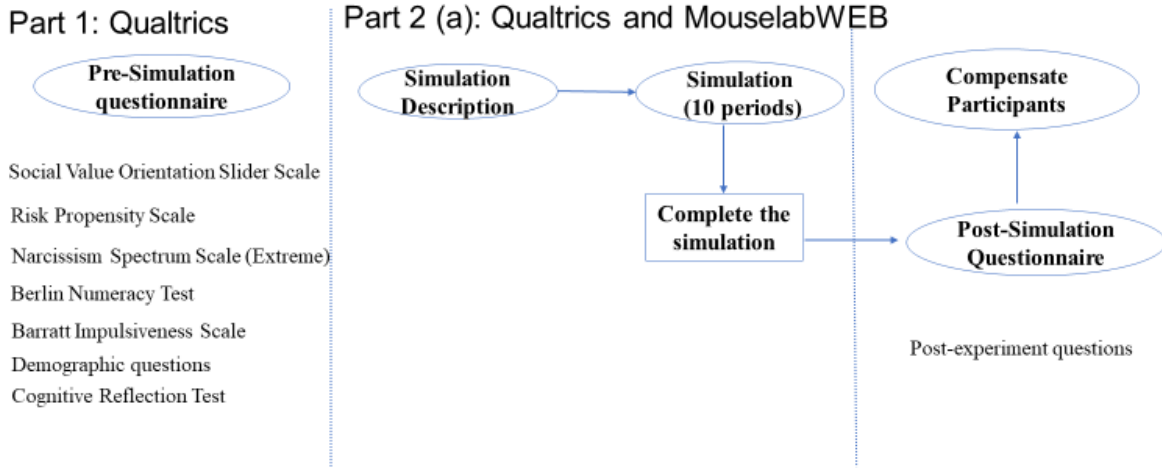 Part 1: Qualtrics
Pre-Simulation
questionnaire
Social Value Orientation Slider Scale
Risk Propensity Scale
Narcissism Spectrum Scale (Extreme)
Berlin Numeracy Test
Barratt Impulsiveness Scale
Demographic questions
Cognitive Reflection Test
Part 2 (a): Qualtrics and MouselabWEB
Simulation
Description
Simulation
(10 periods)
Complete the
simulation
Compensate
Participants
Post-Simulation
Questionnaire
Post-experiment questions